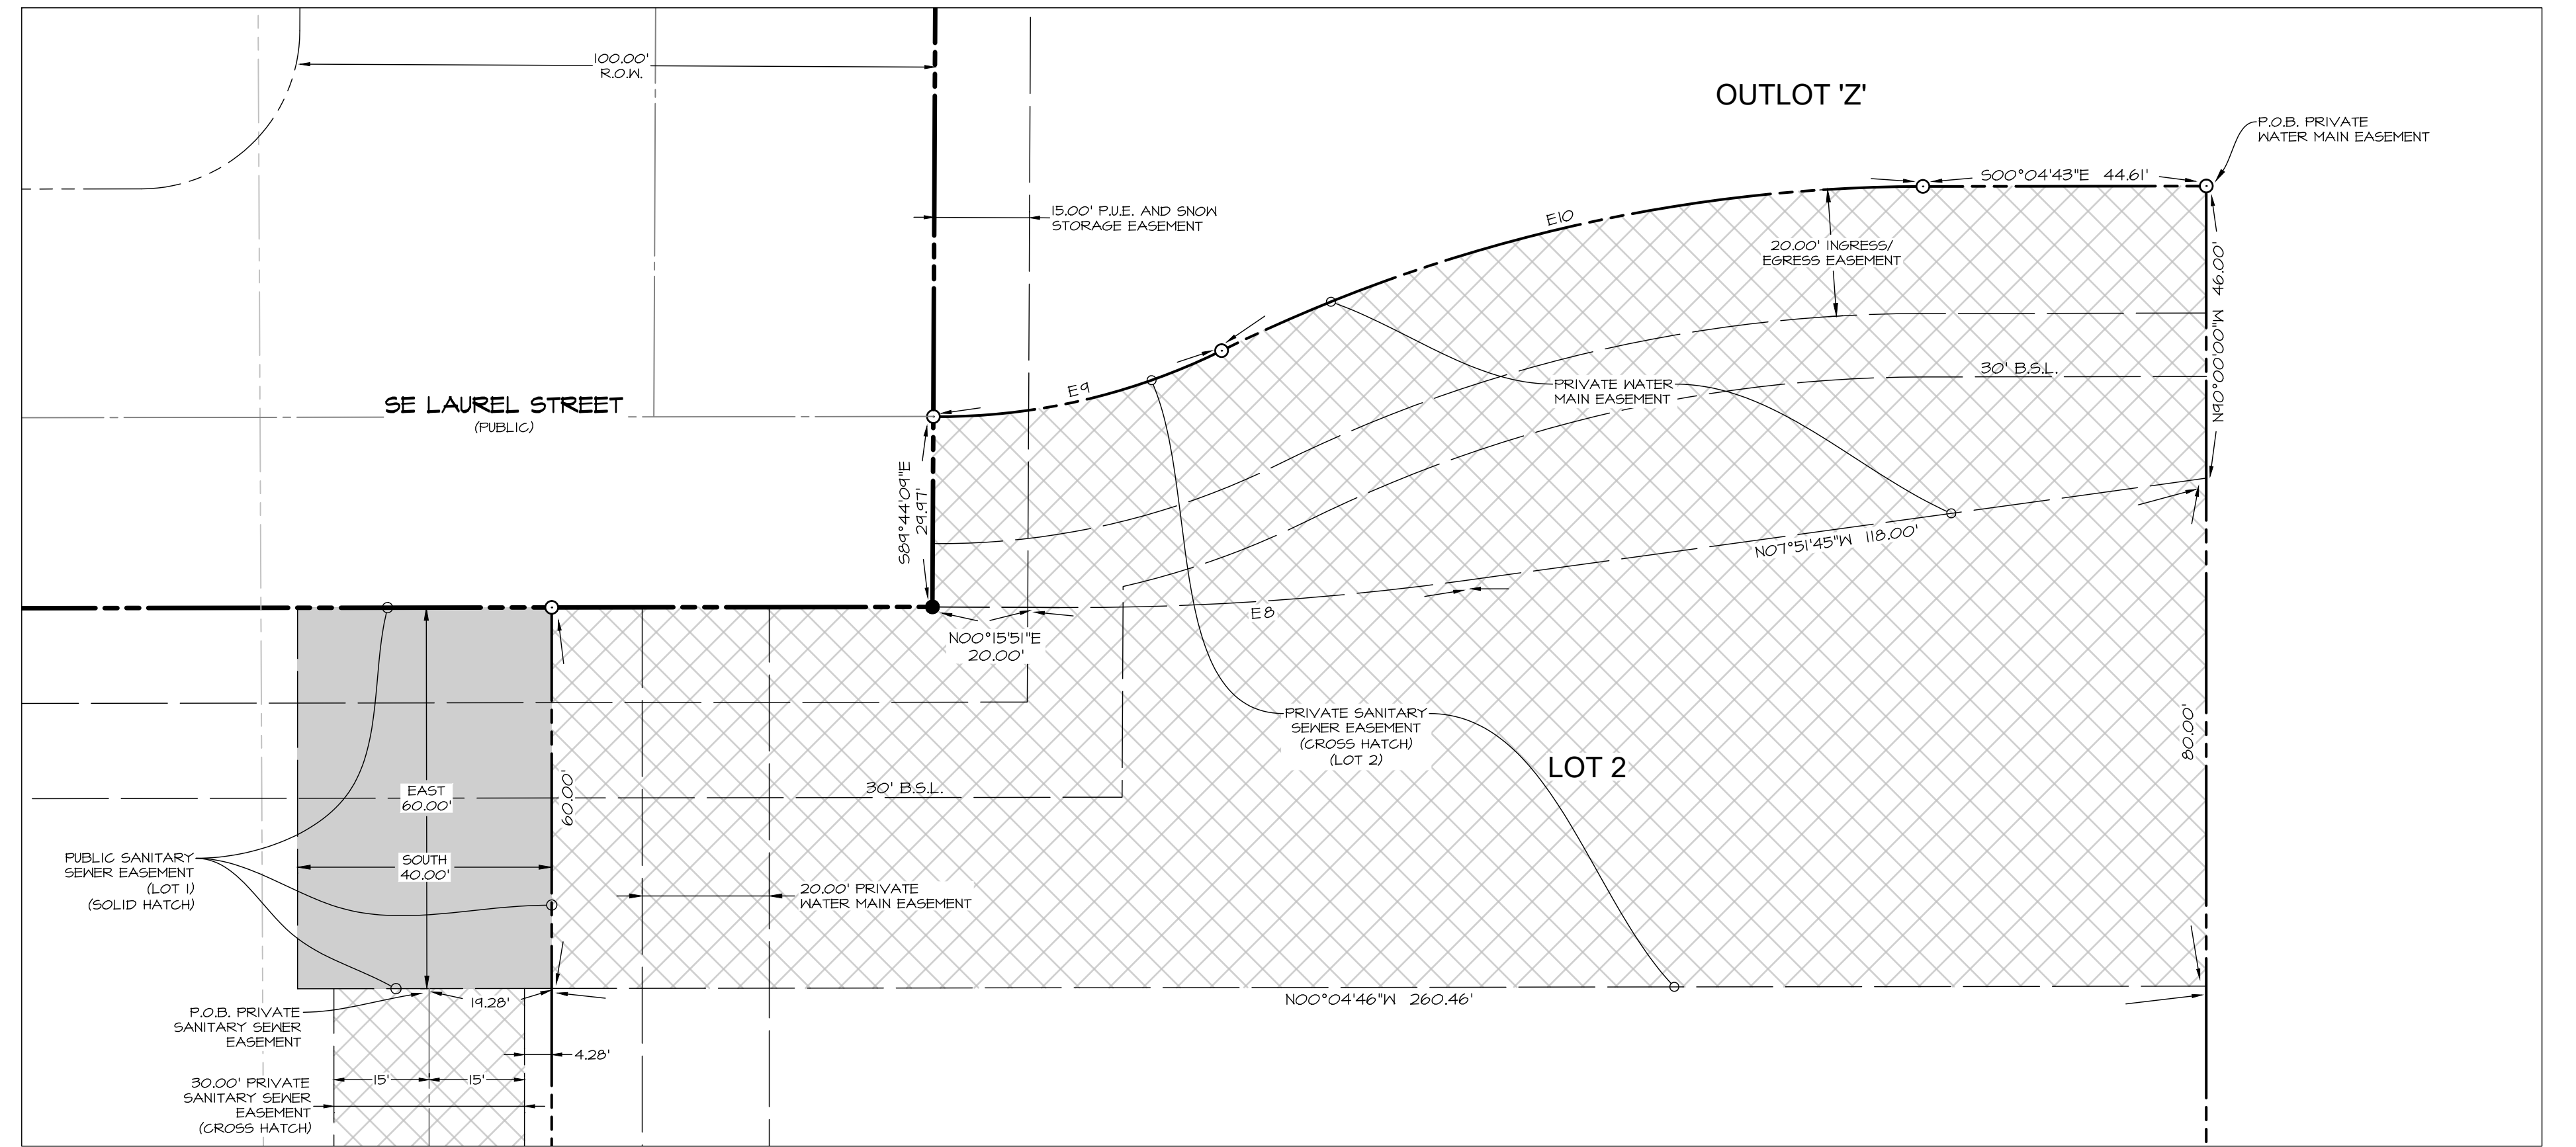 100.00'
R.O.W.
OUTLOT 'Z'
P.O.B. PRIVATE
WATER MAIN EASEMENT
S00°04'43"E 44.61'
15.00' P.U.E. AND SNOW
STORAGE EASEMENT
E10
20.00' INGRESS/
EGRESS EASEMENT
N90°00'00"W 46.00'
30' B.S.L.
E9
PRIVATE WATER
MAIN EASEMENT
SE LAUREL STREET
(PUBLIC)
S89°44'09"E
29.97'
N07°51'45"W 118.00'
E8
N00°15'51"E
20.00'
PRIVATE SANITARY
SEWER EASEMENT
(CROSS HATCH)
(LOT 2)
LOT 2
80.00'
30' B.S.L.
60.00'
EAST
60.00'
SOUTH
40.00'
PUBLIC SANITARY
SEWER EASEMENT
(LOT 1)
(SOLID HATCH)
20.00' PRIVATE
WATER MAIN EASEMENT
19.28'
N00°04'46"W 260.46'
P.O.B. PRIVATE
SANITARY SEWER
EASEMENT
4.28'
15'
15'
30.00' PRIVATE
SANITARY SEWER
EASEMENT
(CROSS HATCH)